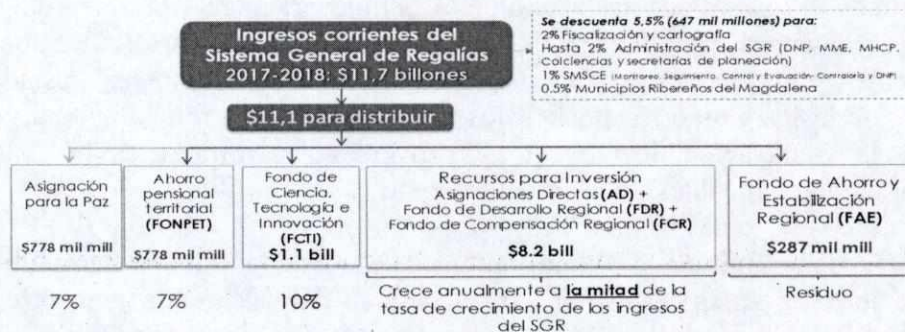 Ingresos corrientes del
Sistema General de Regalías
2017-2018: $11,7 billones
Se descuenta 5,5% (647 mil millones) para:
2% Fiscalización y cartografía
Hasta 2% Administración del SGR (DNP, MME, MHCP,
Colciencias y secretarías de planeación)
1% SMSCE (Monitoreo, Seguimiento, Control y Evaluación- Contraloría y DNP)
0.5% Municipios Ribereños del Magdalena
$11,1 para distribuir
Asignación
para la Paz
$778 mil mill
Ahorro
pensional
territorial
(FONPET)
$778 mil mill
Fondo de
Ciencia,
Tecnología e
Innovación
(FCTI)
$1.1 bill
Recursos para Inversión
Asignaciones Directas(AD) +
Fondo de Desarrollo Regional (FDR) +
Fondo de Compensación Regional (FCR)
$8.2 bill
Fondo de Ahorro y
Estabilización
Regional (FAE)
$287 mil mill
7%
7%
10%
Crece anualmente a la mitad de la
tasa de crecimiento de los ingresos
del SGR
Residuo